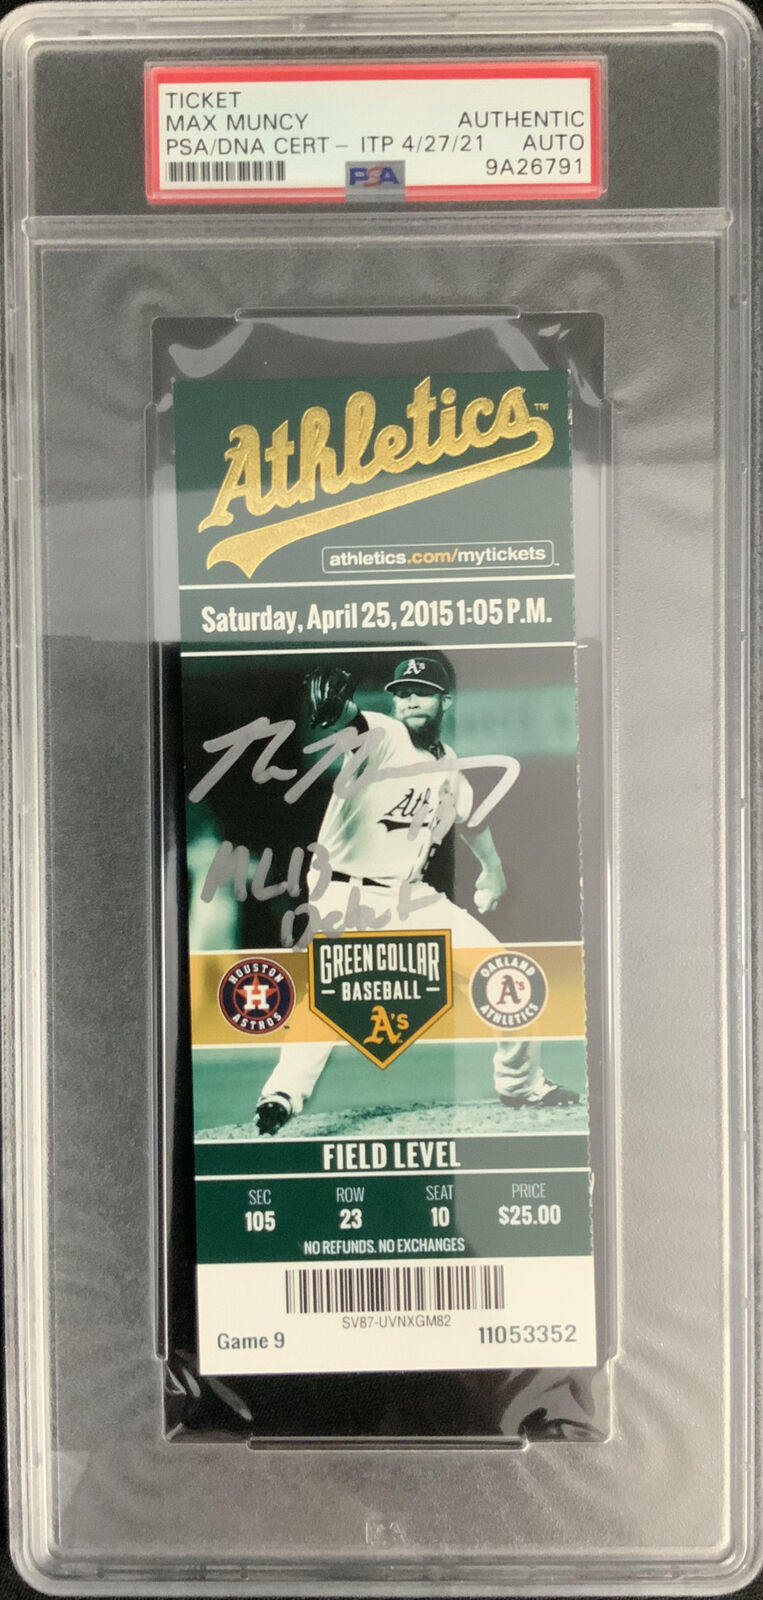 TICKET
MAX MUNCY AUTHENTIC
PSA/DNA CERT – ITP 4/27/21 AUTO
PSA 9A26791
Athletics™
athletics.com/mytickets
Saturday, April 25, 2015 1:05 P.M.
A's
MLB
Debut
HOUSTON ASTROS
H
GREEN COLLAR
BASEBALL
A's
OAKLAND ATHLETICS
A's
FIELD LEVEL
SEC ROW SEAT PRICE
105 23 10 $25.00
NO REFUNDS. NO EXCHANGES
SV87-UVNXGM82
Game 9 11053352